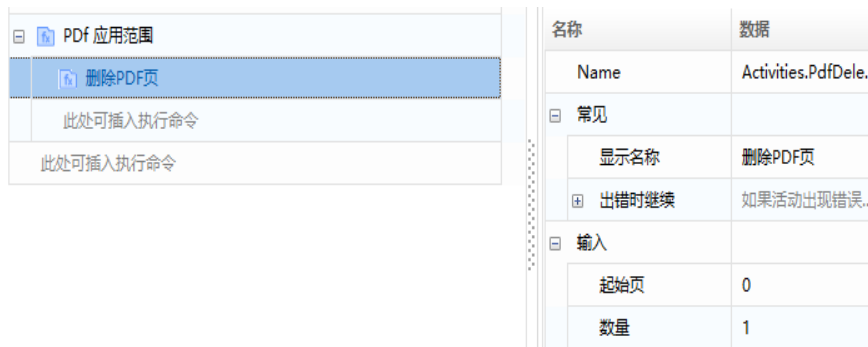 PDf 应用范围
删除PDF页
此处可插入执行命令
此处可插入执行命令
名称 数据
Name Activities.PdfDele.
常见
显示名称 删除PDF页
出错时继续 如果活动出现错误..
输入
起始页 0
数量 1